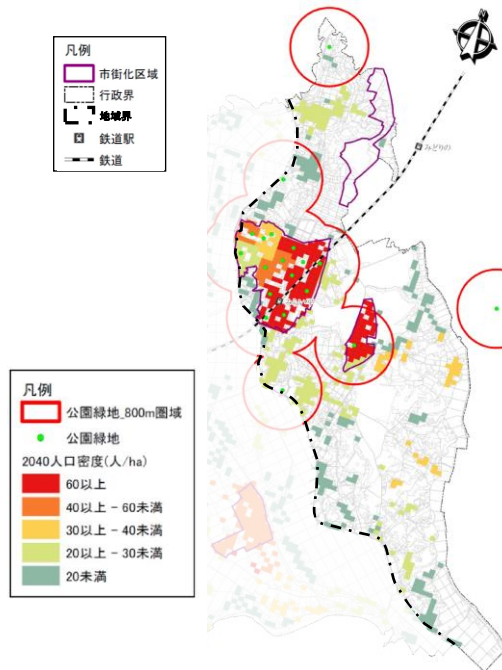 凡例
市街化区域
行政界
地域界
鉄道駅
鉄道
みどりの
凡例
公園緑地_800m圏域
公園緑地
2040人口密度(人/ha)
60以上
40以上 - 60未満
30以上 - 40未満
20以上 - 30未満
20未満